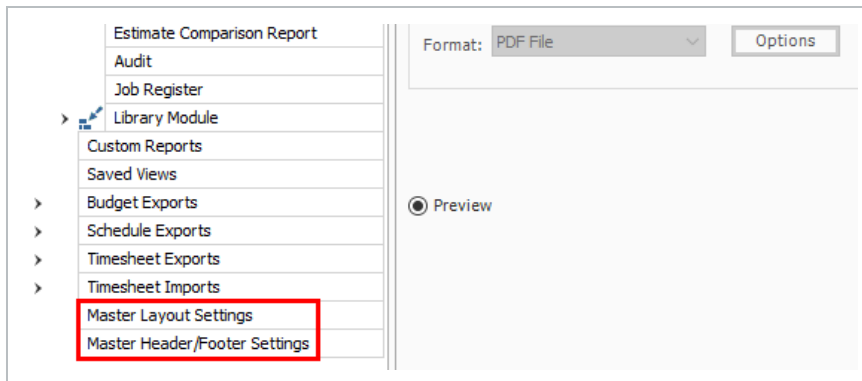 Estimate Comparison Report
Audit
Job Register
Library Module
Custom Reports
Saved Views
Budget Exports
Schedule Exports
Timesheet Exports
Timesheet Imports
Master Layout Settings
Master Header/Footer Settings
Format: PDF File Options
Preview